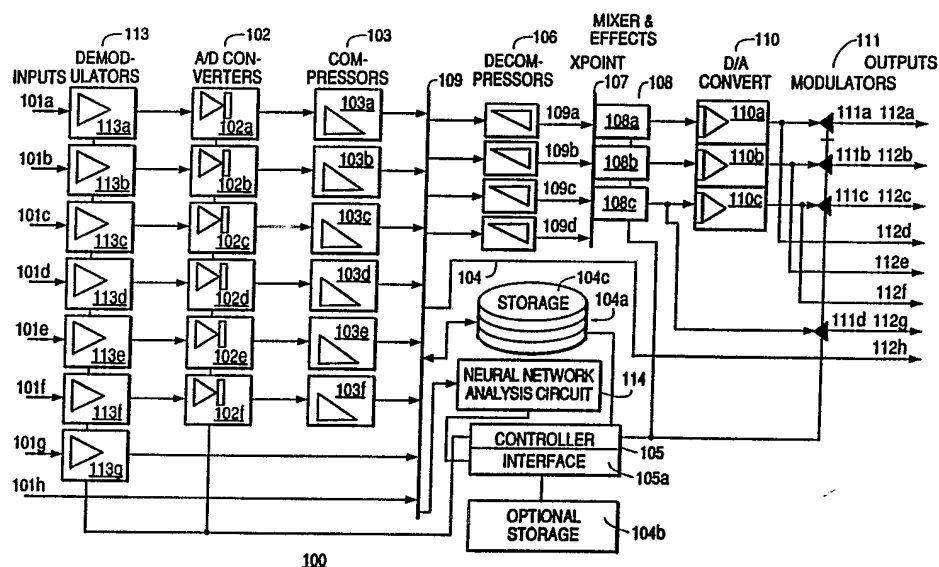 MIXER &
EFFECTS
113
102
103
106
XPOINT
110
111
DEMOD-
ULATORS
A/D CON-
VERTERS
COM-
PRESSORS
DECOM-
PRESSORS
107
108
D/A
CONVERT
MODULATORS
OUTPUTS
INPUTS
109
101a
113a
102a
103a
109a
108a
110a
111a 112a
101b
113b
102b
103b
109b
108b
110b
111b 112b
101c
113c
102c
103c
109c
108c
110c
111c 112c
109d
112d
101d
113d
102d
103d
104
104c
STORAGE
104a
112e
112f
101e
113e
102e
103e
111d 112g
112h
101f
113f
102f
103f
NEURAL NETWORK
ANALYSIS CIRCUIT
114
101g
113g
CONTROLLER
105
INTERFACE
105a
101h
OPTIONAL
STORAGE
104b
100